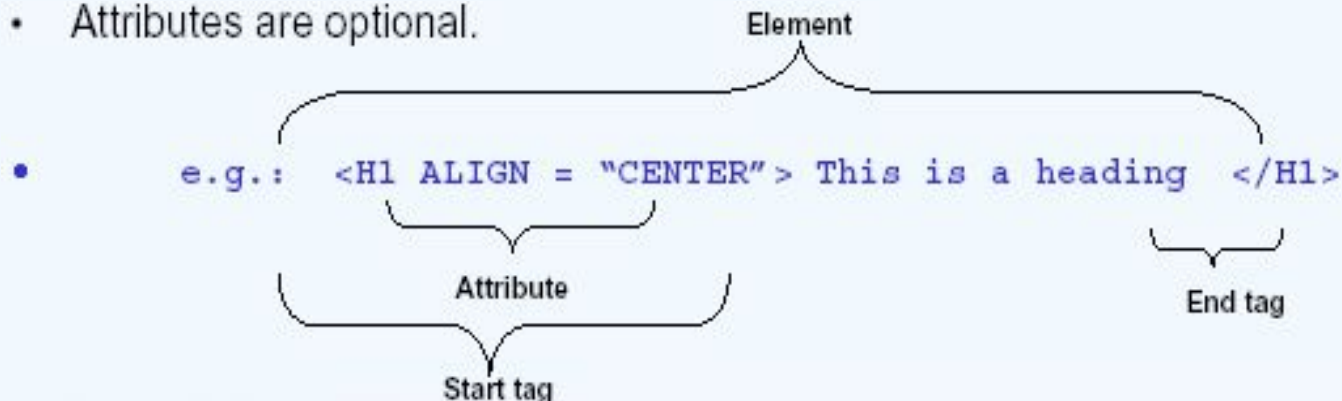 • Attributes are optional.
Element
• e.g.: <H1 ALIGN = “CENTER”> This is a heading </H1>
Attribute
End tag
Start tag